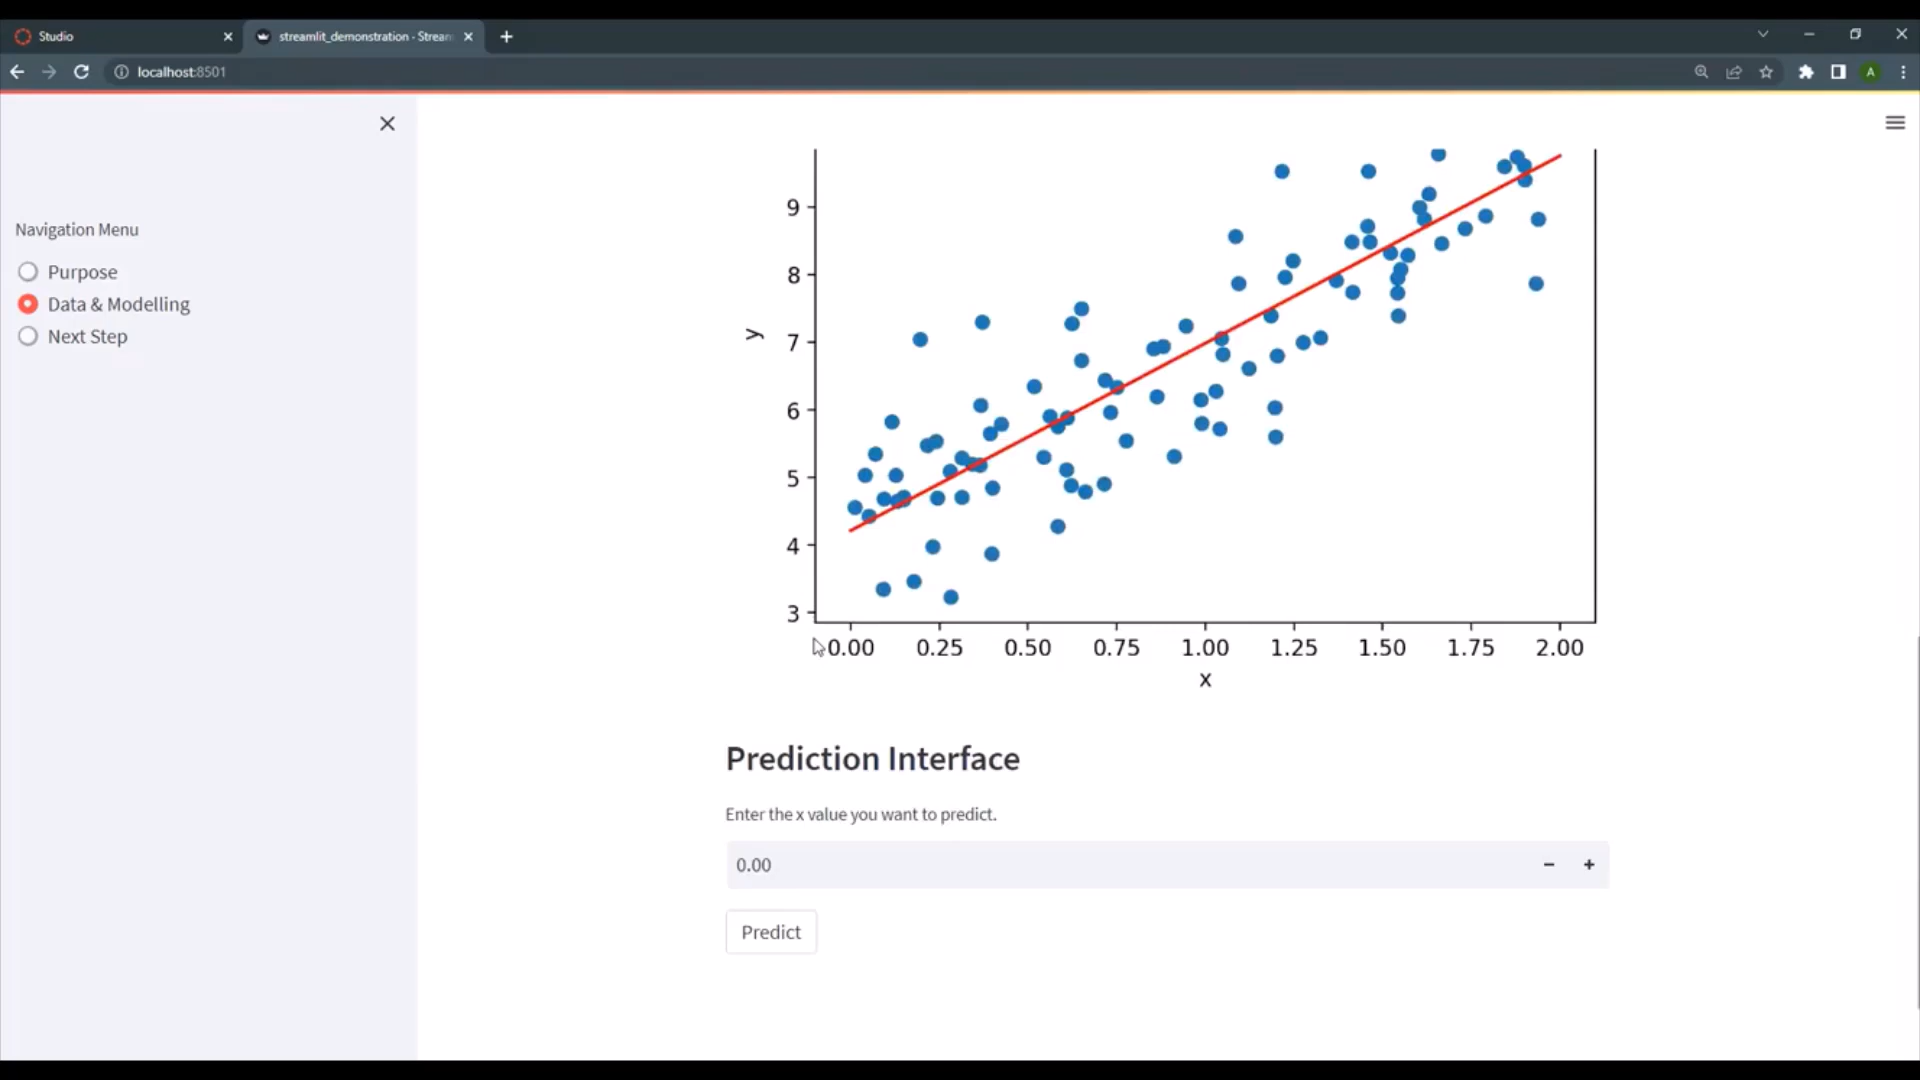 Studio
streamlit_demonstration - Stream
localhost:8501
A
Navigation Menu
Purpose
Data & Modelling
Next Step
9
8
7
6
5
4
3
y
0.00 0.25 0.50 0.75 1.00 1.25 1.50 1.75 2.00
x
Prediction Interface
Enter the x value you want to predict.
0.00
Predict